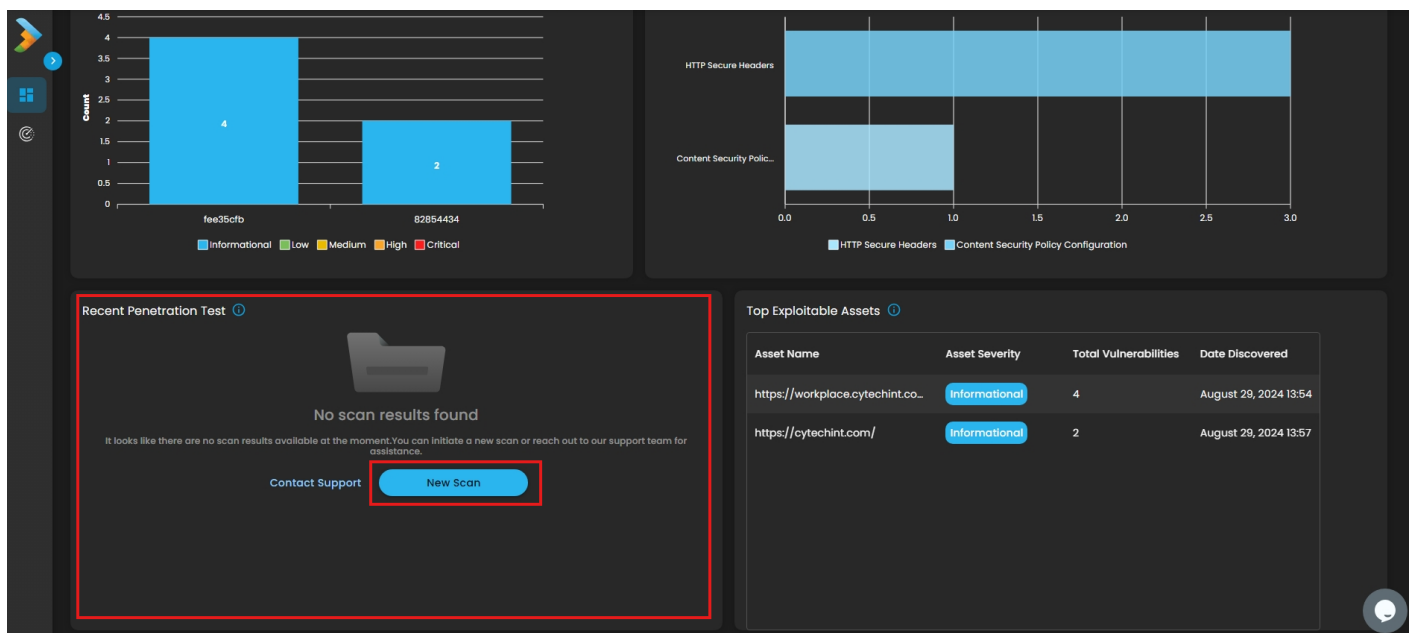 4.5
4
3.5
3
2.5
2
1.5
1
0.5
0
Count
4
2
fee35cfb
82854434
Informational Low Medium High Critical
HTTP Secure Headers
Content Security Polic...
0.0 0.5 1.0 1.5 2.0 2.5 3.0
HTTP Secure Headers Content Security Policy Configuration
Recent Penetration Test
No scan results found
It looks like there are no scan results available at the moment.You can initiate a new scan or reach out to our support team for
assistance.
Contact Support New Scan
Top Exploitable Assets
Asset Name Asset Severity Total Vulnerabilities Date Discovered
https://workplace.cytechint.co... Informational 4 August 29, 2024 13:54
https://cytechint.com/ Informational 2 August 29, 2024 13:57